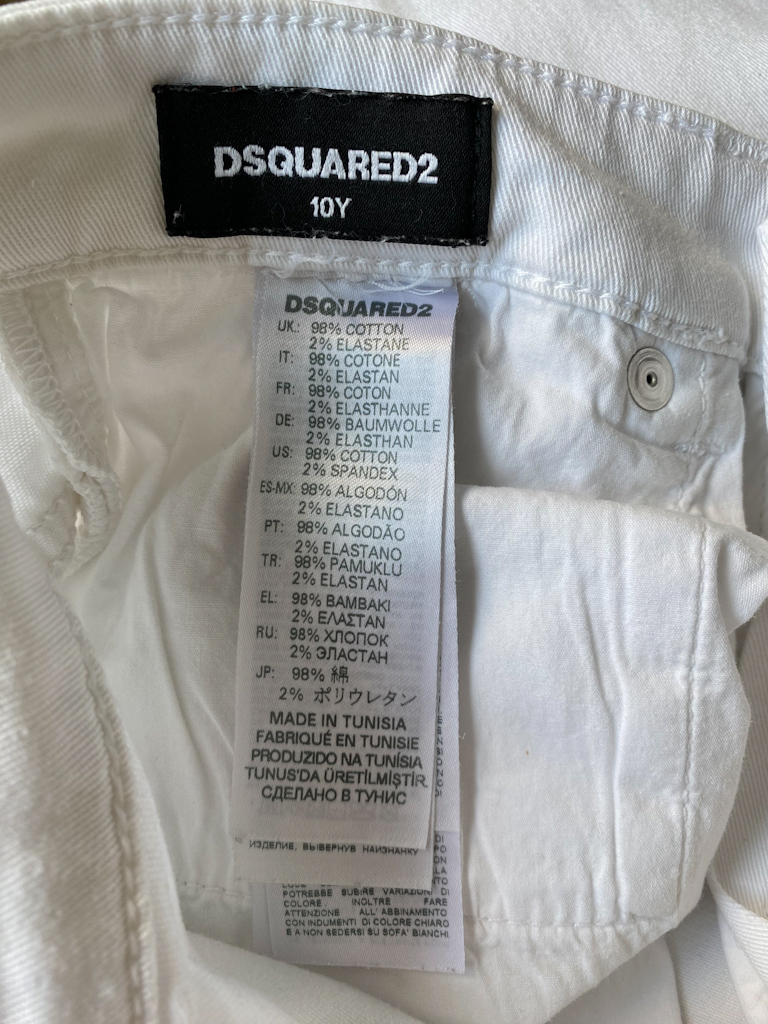 DSQUARED2
10Y
DSQUARED2
UK.: 98% COTTON
2% ELASTANE
IT: 98% COTONE
2% ELASTAN
FR: 98% COTON
2% ELASTHANNE
DE: 98% BAUMWOLLE
2% ELASTHAN
US: 98% COTTON
2% SPANDEX
ES-MX: 98% ALGODÓN
2% ELASTANO
PT: 98% ALGODÃO
2% ELASTANO
TR: 98% PAMUKLU
2% ELASTAN
EL: 98% ΒΑΜΒΑΚΙ
2% ΕΛΑΣΤΑΝ
RU: 98% ХЛОПОК
2% ЭЛАСТАН
JP: 98% 綿
2% ポリウレタン
MADE IN TUNISIA
FABRIQUÉ EN TUNISIE
PRODUZIDO NA TUNÍSIA
TUNUS'DA ÜRETİLMİŞTİR
СДЕЛАНО В ТУНИС
ИЗДЕЛИЕ, ВЫВЕРНУВ НАИЗНАНКУ
POTREBBE SUBIRE VARIAZIONI DI
COLORE INOLTRE FARE
ATTENZIONE ALL' ABBINAMENTO
CON INDUMENTI DI COLORE CHIARO
E A NON SEDERSI SU SOFA' BIANCHI